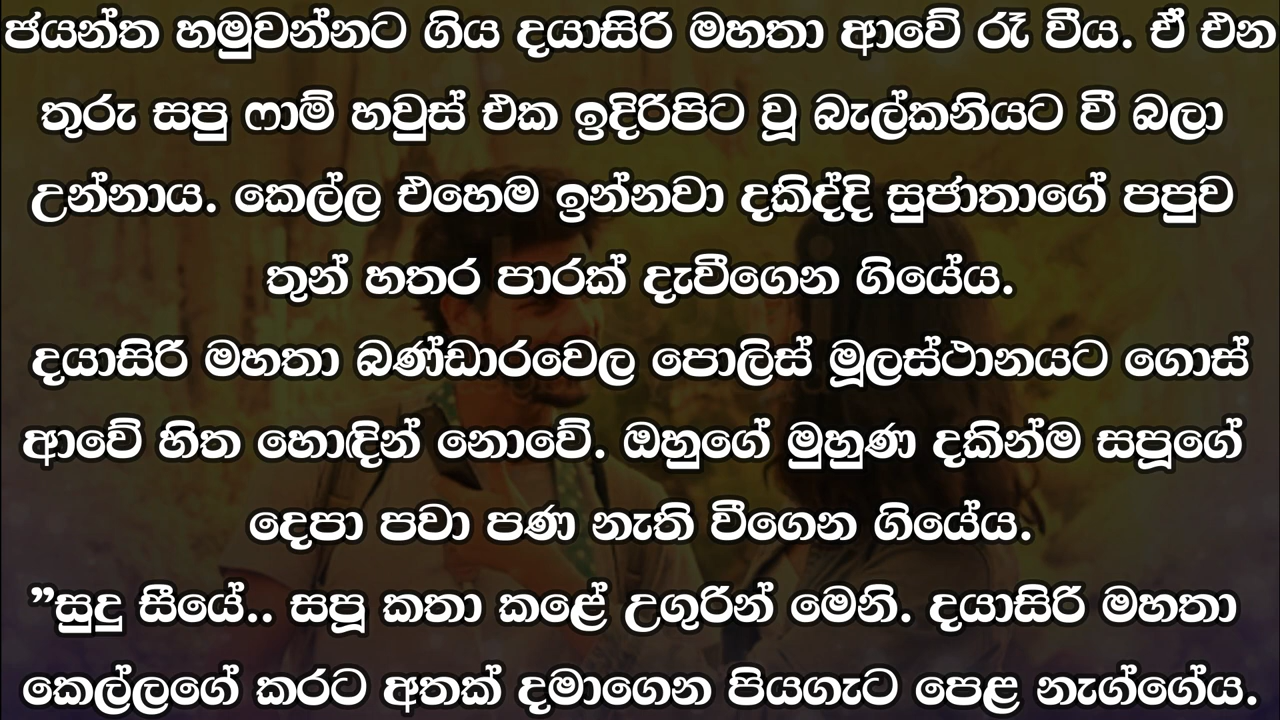 ජයන්ත හමුවන්නට ගිය දයාසිරි මහතා ආවේ රෑ වීය. ඒ එන
තුරු සපු ෆාම් හවුස් එක ඉදිරිපිට වූ බැල්කනියට වී බලා
උන්නාය. කෙල්ල එහෙම ඉන්නවා දකිද්දි සුජාතාගේ පපුව
තුන් හතර පාරක් දැවීගෙන ගියේය.
දයාසිරි මහතා බණ්ඩාරවෙල පොලිස් මූලස්ථානයට ගොස්
ආවේ හිත හොඳින් නොවේ. ඔහුගේ මුහුණ දකින්ම සපූගේ
දෙපා පවා පණ නැති වීගෙන ගියේය.
”සුදු සීයේ.. සපූ කතා කළේ උගුරින් මෙනි. දයාසිරි මහතා
කෙල්ලගේ කරට අතක් දමාගෙන පියගැට පෙළ නැග්ගේය.